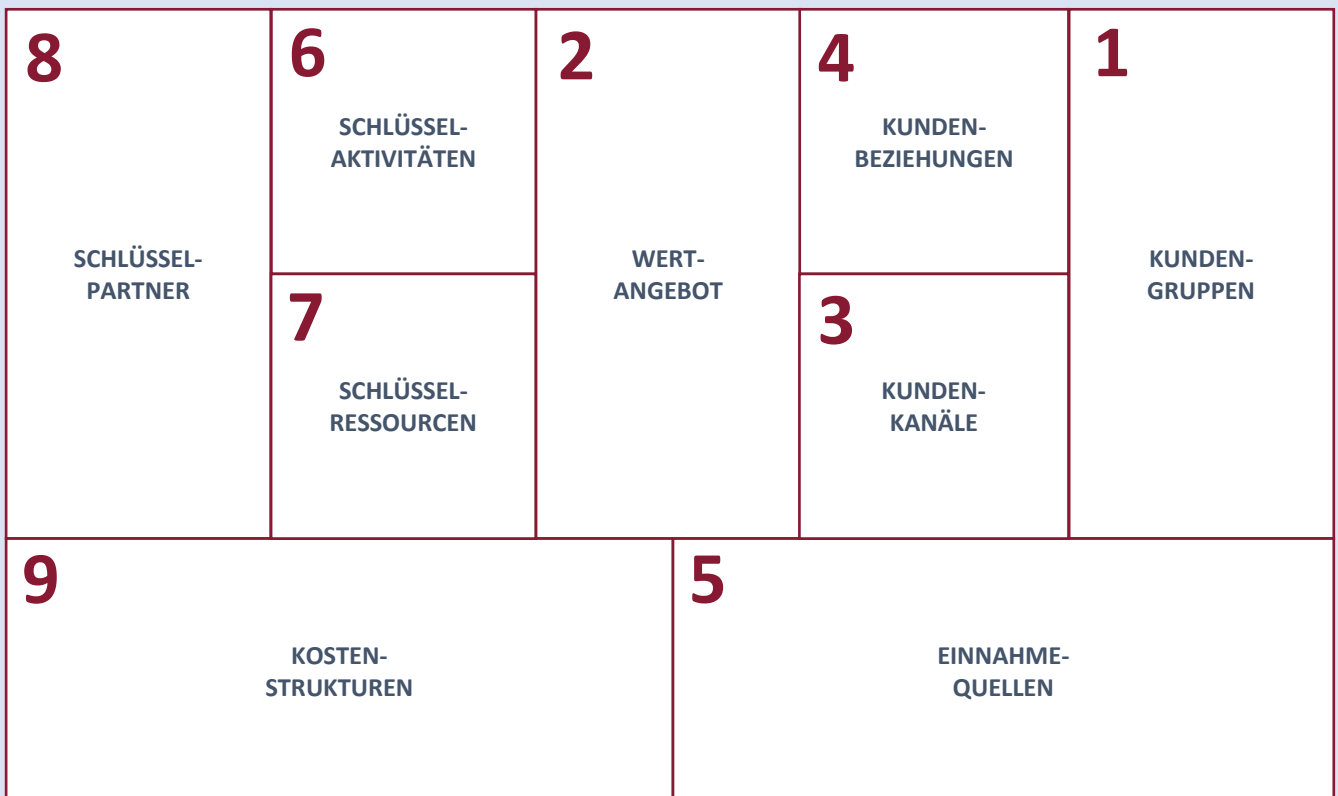 8
SCHLÜSSEL-
PARTNER
6
SCHLÜSSEL-
AKTIVITÄTEN
7
SCHLÜSSEL-
RESSOURCEN
2
WERT-
ANGEBOT
4
KUNDEN-
BEZIEHUNGEN
3
KUNDEN-
KANÄLE
1
KUNDEN-
GRUPPEN
9
KOSTEN-
STRUKTUREN
5
EINNAHME-
QUELLEN